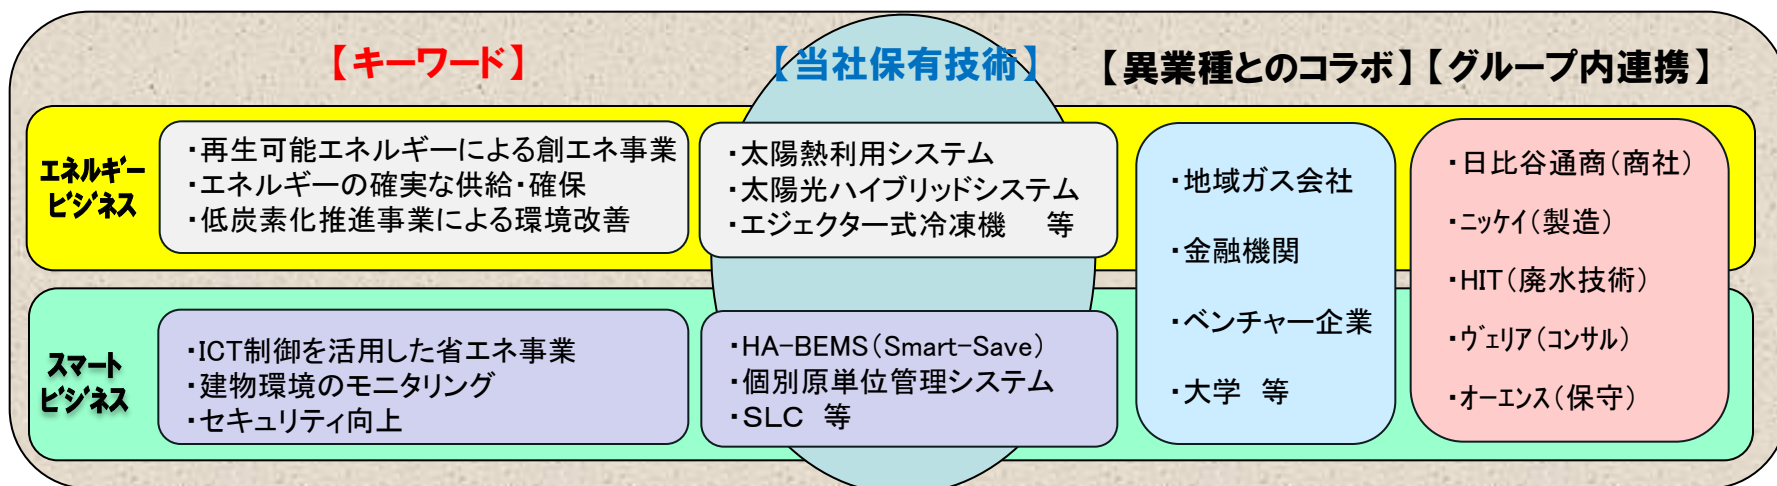 【キーワード】
【当社保有技術】
【異業種とのコラボ】
【グループ内連携】
エネルギー
ビジネス
・再生可能エネルギーによる創エネ事業
・エネルギーの確実な供給・確保
・低炭素化推進事業による環境改善
・太陽熱利用システム
・太陽光ハイブリッドシステム
・エジェクター式冷凍機　等
スマート
ビジネス
・ICT制御を活用した省エネ事業
・建物環境のモニタリング
・セキュリティ向上
・HA-BEMS(Smart-Save)
・個別原単位管理システム
・SLC 等
・地域ガス会社
・金融機関
・ベンチャー企業
・大学 等
・日比谷通商(商社)
・ニッケイ(製造)
・HIT(廃水技術)
・ヴェリア(コンサル)
・オーエンス(保守)